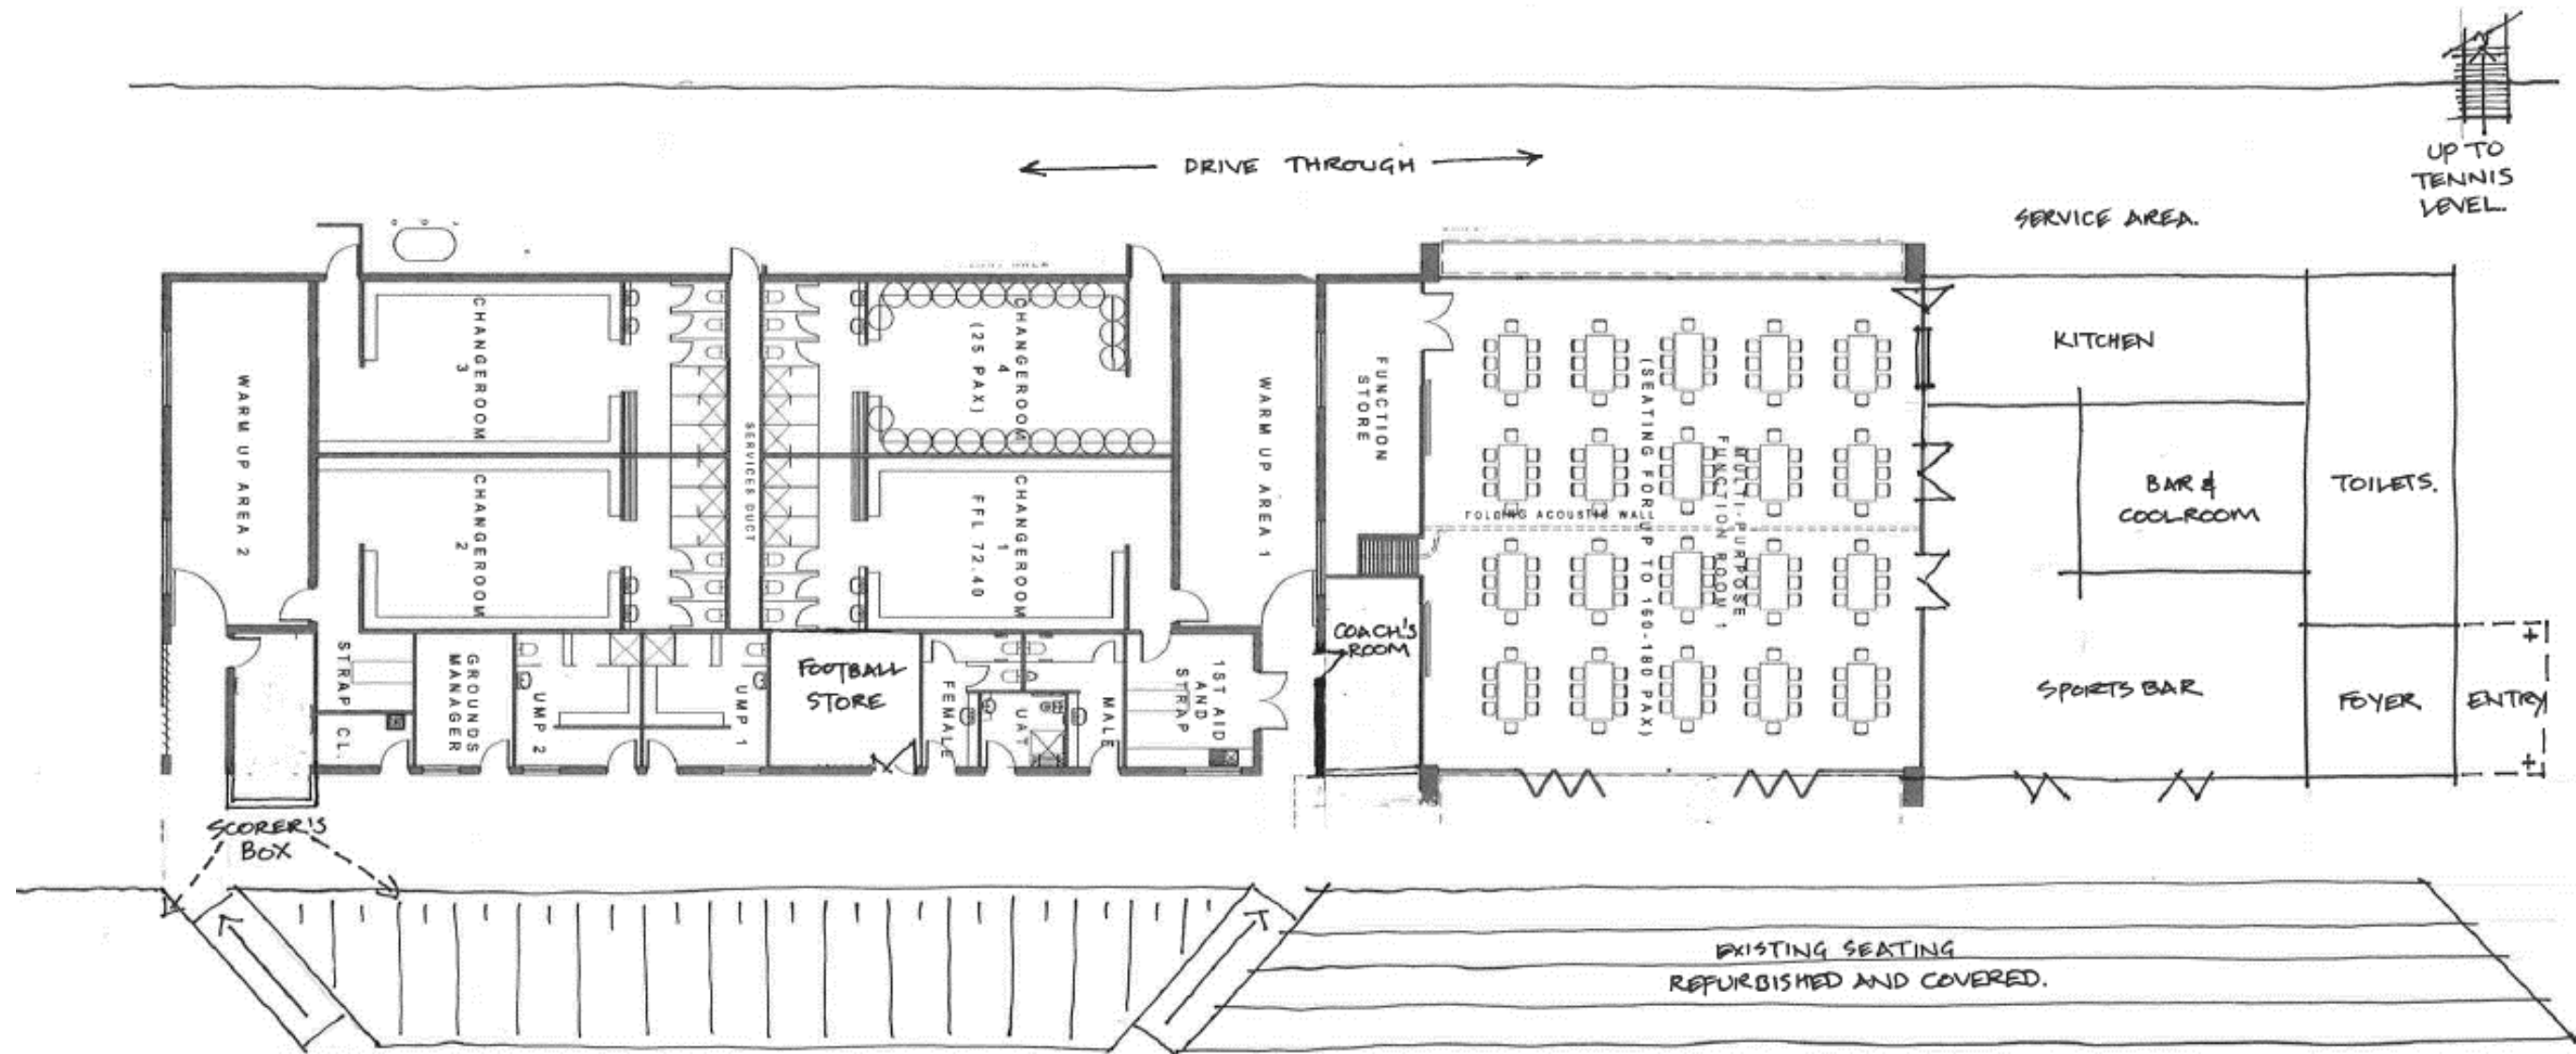 DRIVE THROUGH
UP TO
TENNIS
LEVEL.
SERVICE AREA.
WARM UP AREA 2
CHANGEROOM
3
CHANGEROOM
2
SERVICES DUCT
CHANGEROOM
4
(25 PAX)
CHANGEROOM
1
FFL 72.40
WARM UP AREA 1
FUNCTION
STORE
MULTI-PURPOSE
FUNCTION ROOM 1
(SEATING FOR UP TO 160-180 PAX)
FOLDING ACOUSTIC WALL
KITCHEN
BAR &
COOLROOM
TOILETS.
STRAP
CL.
GROUNDS
MANAGER
UMP 2
UMP 1
FOOTBALL
STORE
FEMALE
UAT
MALE
1ST AID
AND
STRAP
COACH'S
ROOM
SPORTS BAR
FOYER
ENTRY
SCORER'S
BOX
EXISTING SEATING
REFURBISHED AND COVERED.